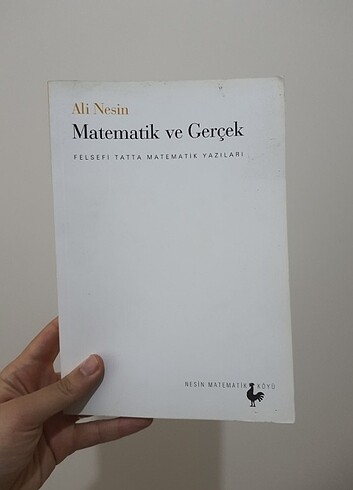 Ali Nesin
Matematik ve Gerçek
FELSEFİ TATTA MATEMATİK YAZILARI
NESİN MATEMATİK KÖYÜ